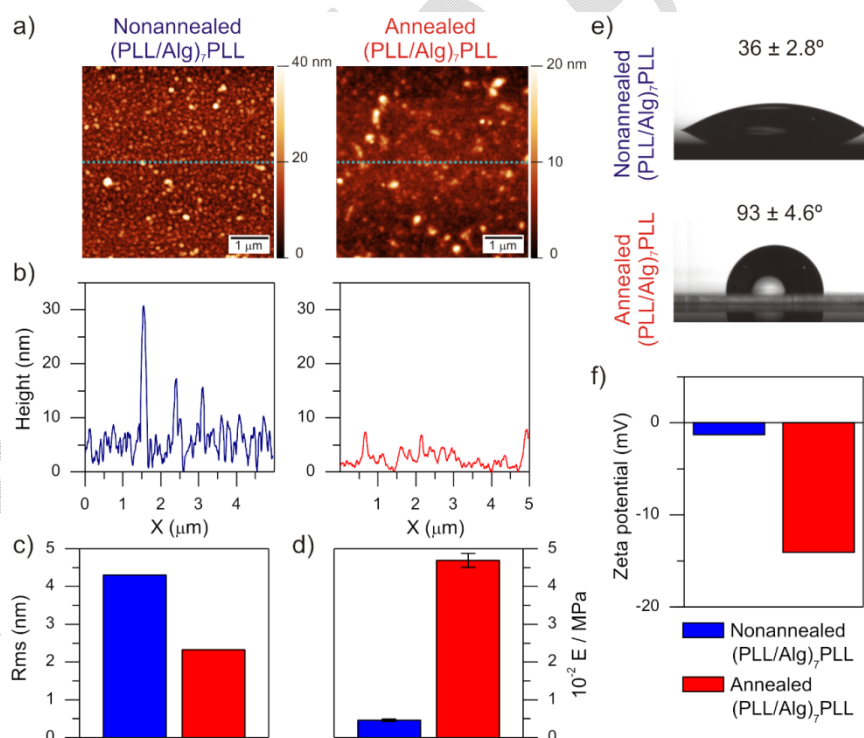 a)
Nonannealed
(PLL/Alg)₇PLL
Annealed
(PLL/Alg)₇PLL
40 nm
20
0
1 µm
20 nm
10
0
1 µm
b)
Height (nm)
30
20
10
0
0
1
2
3
4
X (µm)
30
20
10
0
1
2
3
4
5
X (µm)
c)
Rms (nm)
5
4
3
2
1
0
d)
5
4
3
2
1
0
10⁻² E / MPa
e)
Nonannealed
(PLL/Alg)₇PLL
36 ± 2.8º
Annealed
(PLL/Alg)₇PLL
93 ± 4.6º
f)
Zeta potential (mV)
0
-10
-20
Nonannealed
(PLL/Alg)₇PLL
Annealed
(PLL/Alg)₇PLL